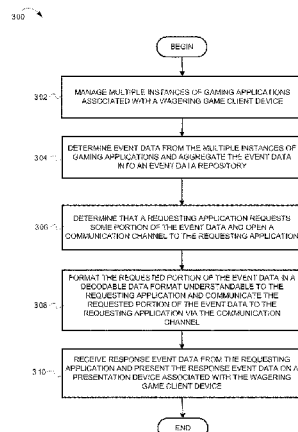 300
BEGIN
302
MANAGE MULTIPLE INSTANCES OF GAMING APPLICATIONS
ASSOCIATED WITH A WAGERING GAME CLIENT DEVICE
304
DETERMINE EVENT DATA FROM THE MULTIPLE INSTANCES OF
GAMING APPLICATIONS AND AGGREGATE THE EVENT DATA
INTO AN EVENT DATA REPOSITORY
306
DETERMINE THAT A REQUESTING APPLICATION REQUESTS
SOME PORTION OF THE EVENT DATA AND OPEN A
COMMUNICATION CHANNEL TO THE REQUESTING APPLICATION
308
FORMAT THE REQUESTED PORTION OF THE EVENT DATA IN A
DECODABLE DATA FORMAT UNDERSTANDABLE TO THE
REQUESTING APPLICATION AND COMMUNICATE THE
REQUESTED PORTION OF THE EVENT DATA TO THE
REQUESTING APPLICATION VIA THE COMMUNICATION
CHANNEL
310
RECEIVE RESPONSE EVENT DATA FROM THE REQUESTING
APPLICATION AND PRESENT THE RESPONSE EVENT DATA ON A
PRESENTATION DEVICE ASSOCIATED WITH THE WAGERING
GAME CLIENT DEVICE
END